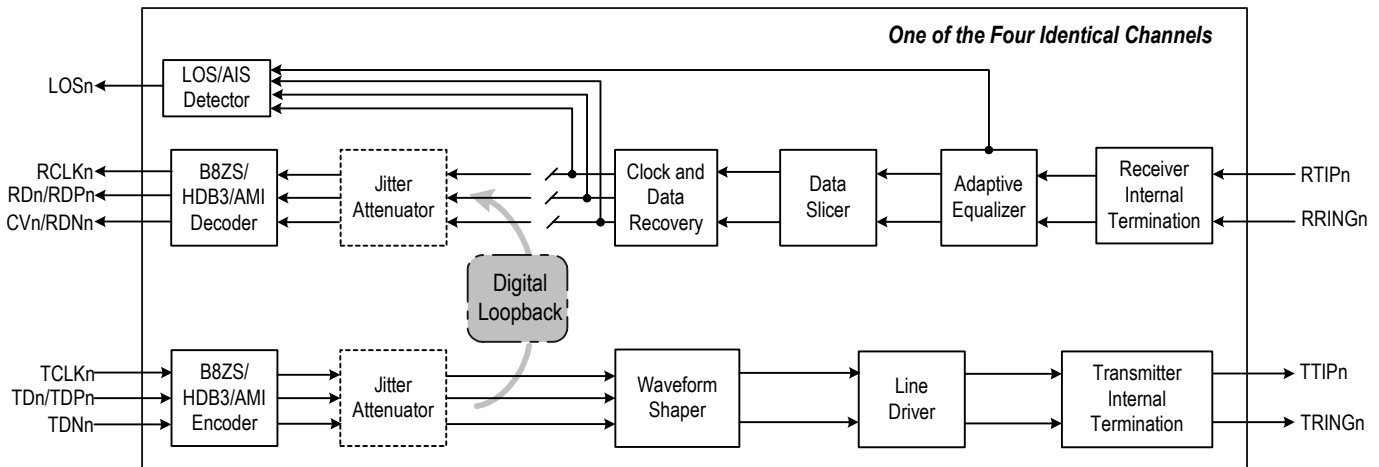 One of the Four Identical Channels
LOSn
LOS/AIS
Detector
RCLKn
RDn/RDPn
CVn/RDNn
B8ZS/
HDB3/AMI
Decoder
Jitter
Attenuator
Clock and
Data
Recovery
Data
Slicer
Adaptive
Equalizer
Receiver
Internal
Termination
RTIPn
RRINGn
Digital
Loopback
TCLKn
TDn/TDPn
TDNn
B8ZS/
HDB3/AMI
Encoder
Jitter
Attenuator
Waveform
Shaper
Line
Driver
Transmitter
Internal
Termination
TTIPn
TRINGn